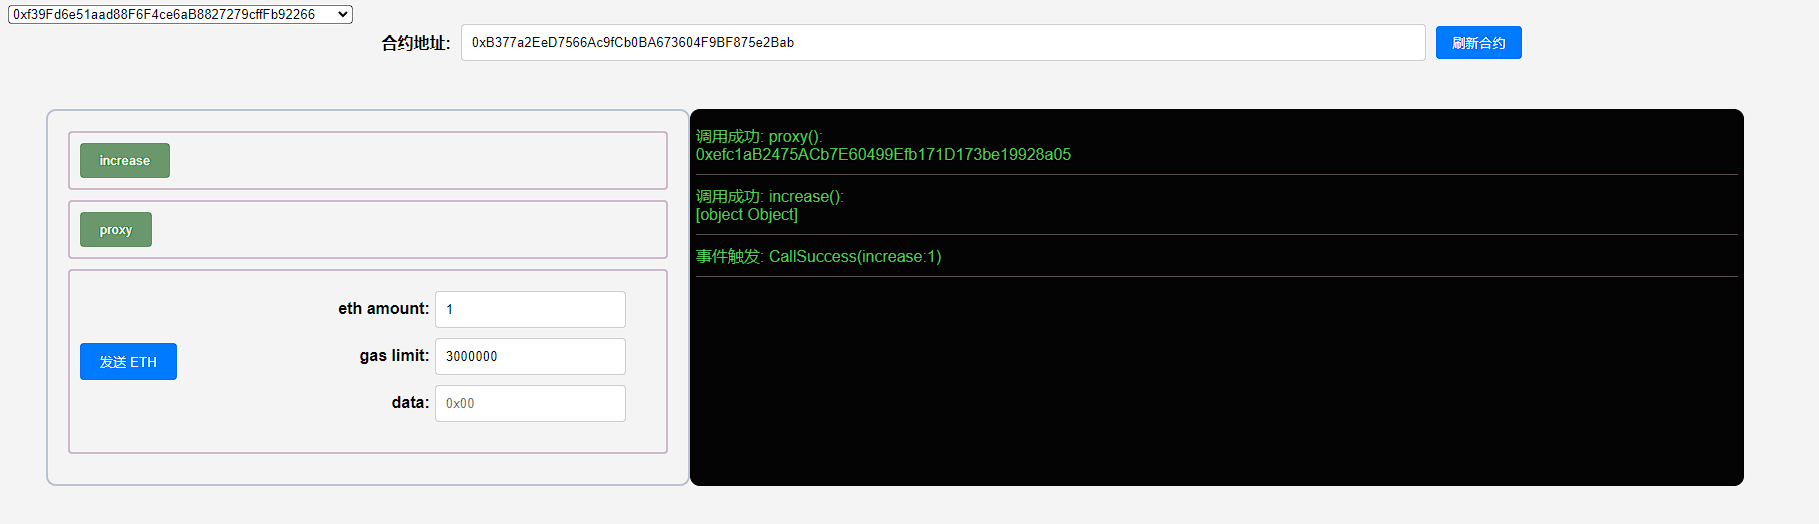 0xf39Fd6e51aad88F6F4ce6aB8827279cffFb92266
合约地址: 0xB377a2EeD7566Ac9fCb0BA673604F9BF875e2Bab 刷新合约
increase
proxy
eth amount: 1
gas limit: 3000000
发送 ETH
data: 0x00
调用成功: proxy():
0xefc1aB2475ACb7E60499Efb171D173be19928a05
调用成功: increase():
[object Object]
事件触发: CallSuccess(increase:1)